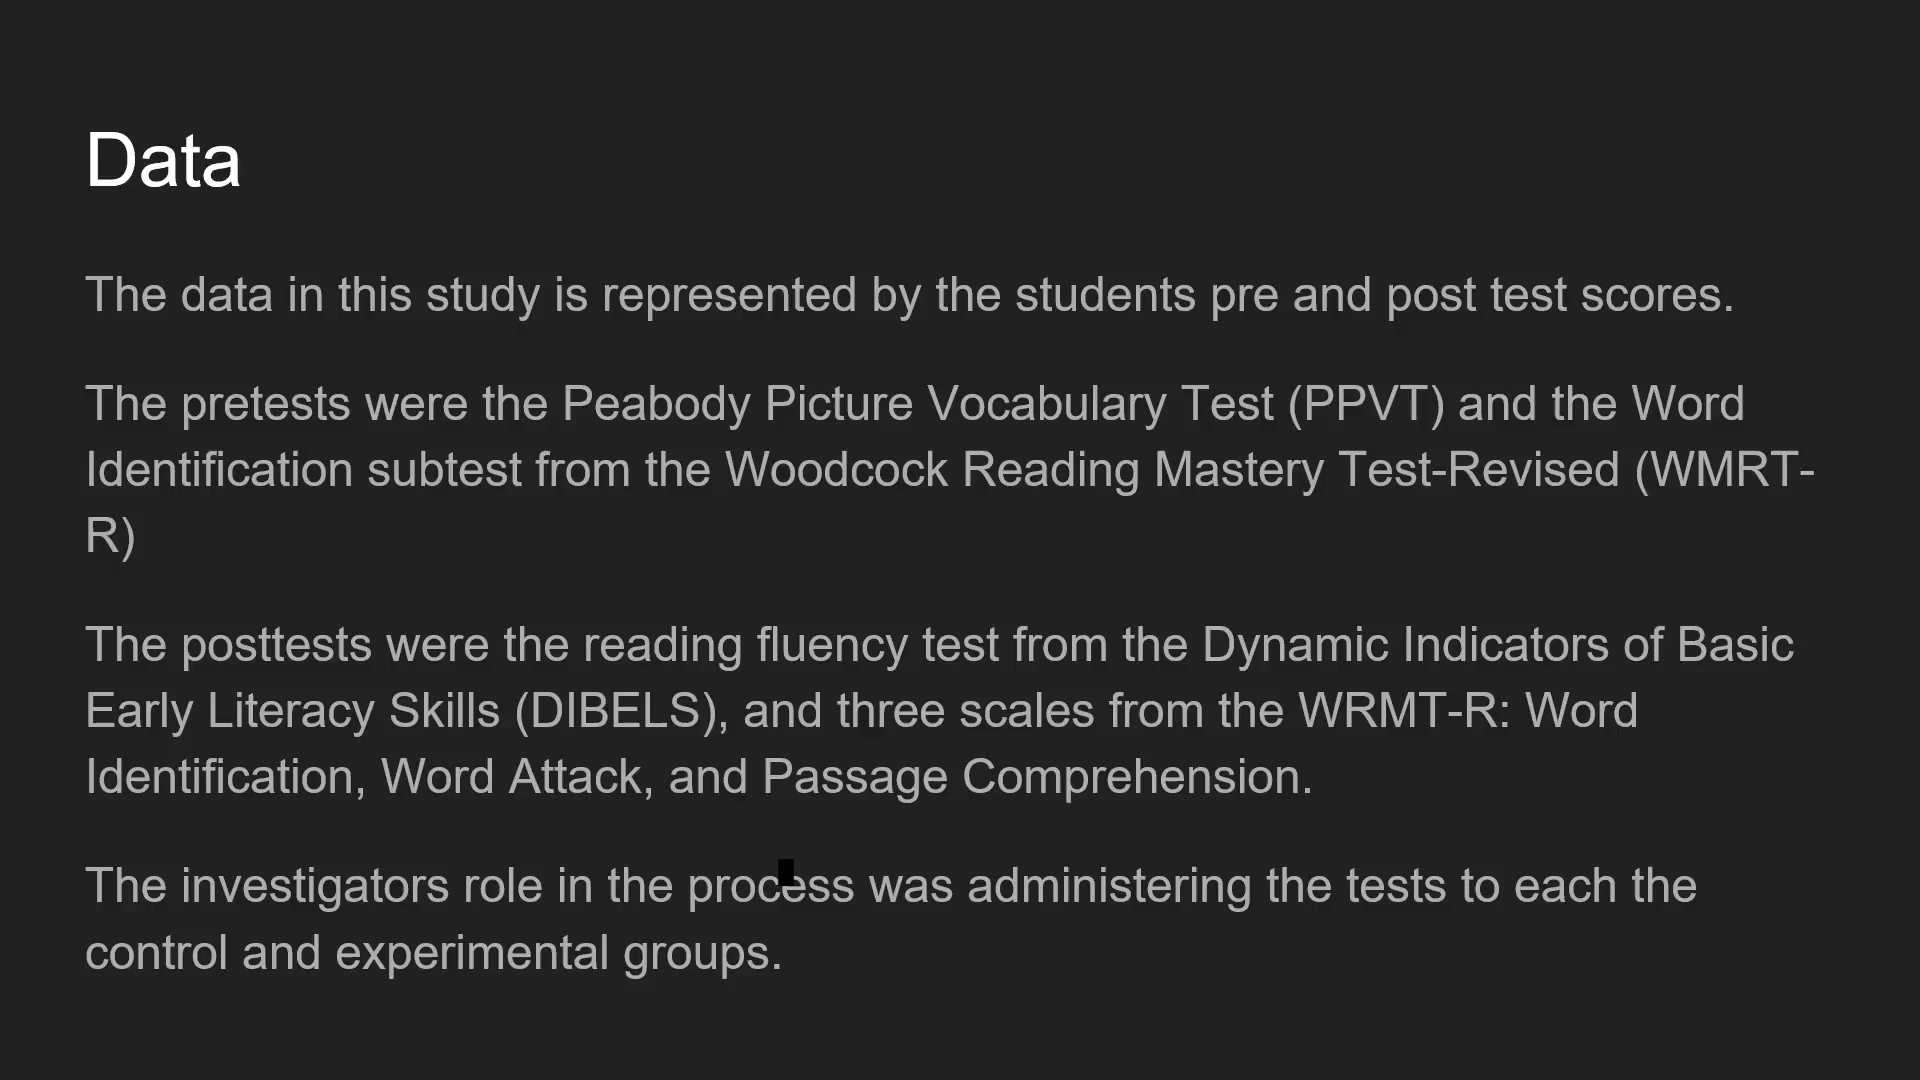 Data
The data in this study is represented by the students pre and post test scores.
The pretests were the Peabody Picture Vocabulary Test (PPVT) and the Word
Identification subtest from the Woodcock Reading Mastery Test-Revised (WMRT-
R)
The posttests were the reading fluency test from the Dynamic Indicators of Basic
Early Literacy Skills (DIBELS), and three scales from the WRMT-R: Word
Identification, Word Attack, and Passage Comprehension.
The investigators role in the process was administering the tests to each the
control and experimental groups.